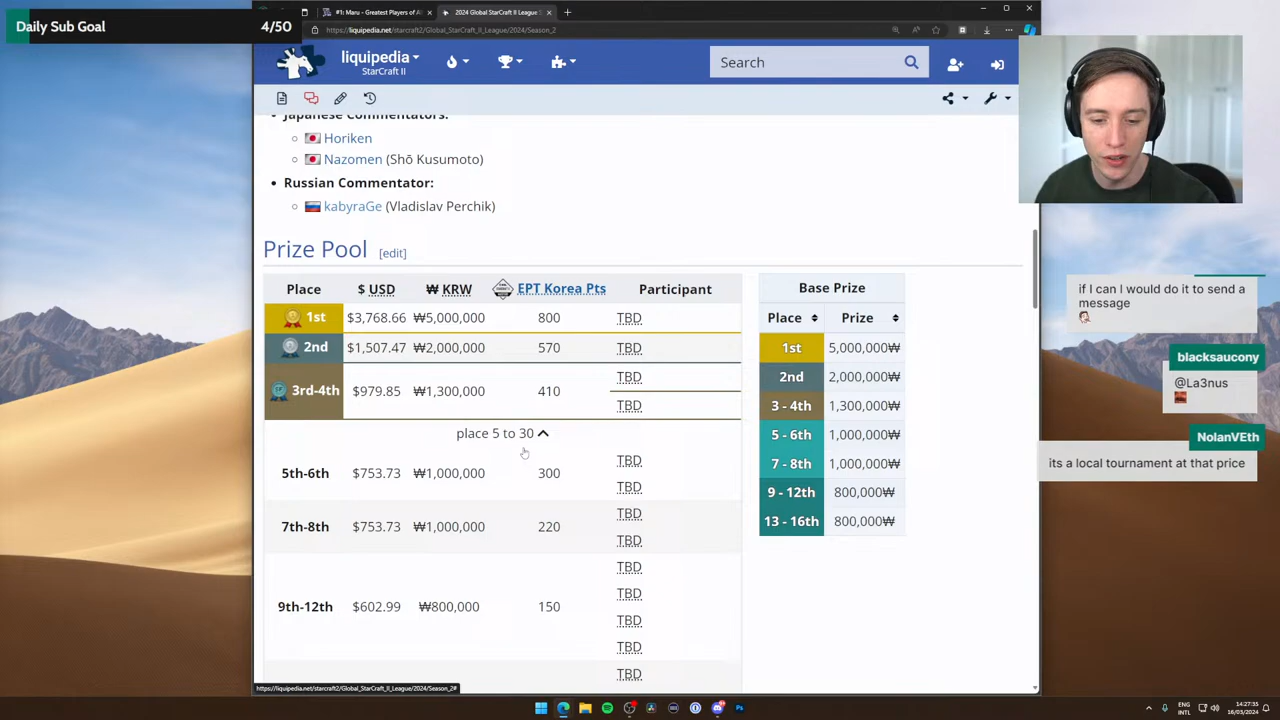 Daily Sub Goal
4/50
#1: Maru - Greatest Players of Al
2024 Global StarCraft II League S
https://liquipedia.net/starcraft2/Global_StarCraft_II_League/2024/Season_2
liquipedia
StarCraft II
Search
Japanese Commentators:
Horiken
Nazomen (Shō Kusumoto)
Russian Commentator:
kabyraGe (Vladislav Perchik)
Prize Pool [edit]
Place $ USD ₩ KRW EPT Korea Pts Participant
1st $3,768.66 ₩5,000,000 800 TBD
2nd $1,507.47 ₩2,000,000 570 TBD
3rd-4th $979.85 ₩1,300,000 410 TBD
TBD
place 5 to 30
5th-6th $753.73 ₩1,000,000 300 TBD
TBD
7th-8th $753.73 ₩1,000,000 220 TBD
TBD
9th-12th $602.99 ₩800,000 150 TBD
TBD
TBD
TBD
TBD
Base Prize
Place Prize
1st 5,000,000₩
2nd 2,000,000₩
3 - 4th 1,300,000₩
5 - 6th 1,000,000₩
7 - 8th 1,000,000₩
9 - 12th 800,000₩
13 - 16th 800,000₩
if I can I would do it to send a
message
blacksaucony
@La3nus
NolanVEth
its a local tournament at that price
https://liquipedia.net/starcraft2/Global_StarCraft_II_League/2024/Season_2#
ENG
INTL
14:27:35
16/03/2024